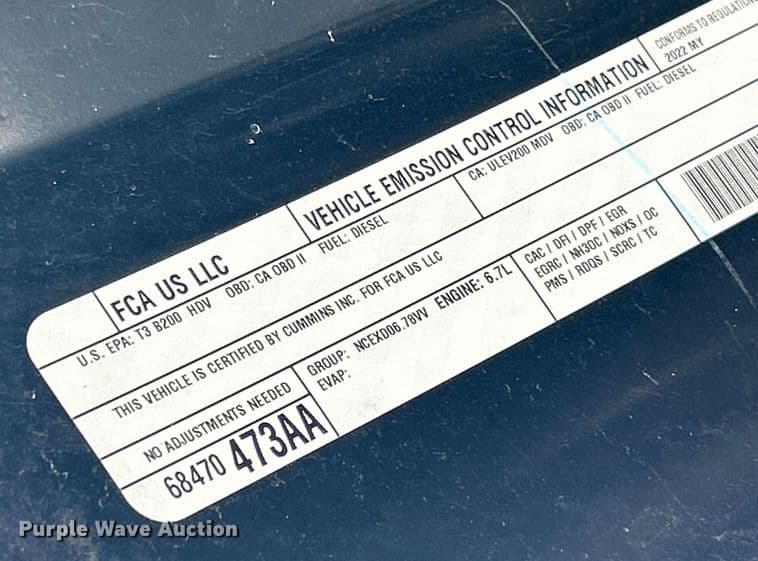 FCA US LLC
VEHICLE EMISSION CONTROL INFORMATION
CONFORMS TO REGULATIONS
2022 MY
U.S. EPA: T3 B200 HDV OBD: CA OBD II FUEL: DIESEL
CA: ULEV200 MDV OBD: CA OBD II FUEL: DIESEL
THIS VEHICLE IS CERTIFIED BY CUMMINS INC. FOR FCA US LLC
NO ADJUSTMENTS NEEDED
68470 473AA
GROUP: NCEXD06.78VV ENGINE: 6.7L
EVAP:
CAC / DFI / DPF / EGR
EGRC / NH3OC / NOXS / OC
PMS / RDQS / SCRC / TC
Purple Wave Auction